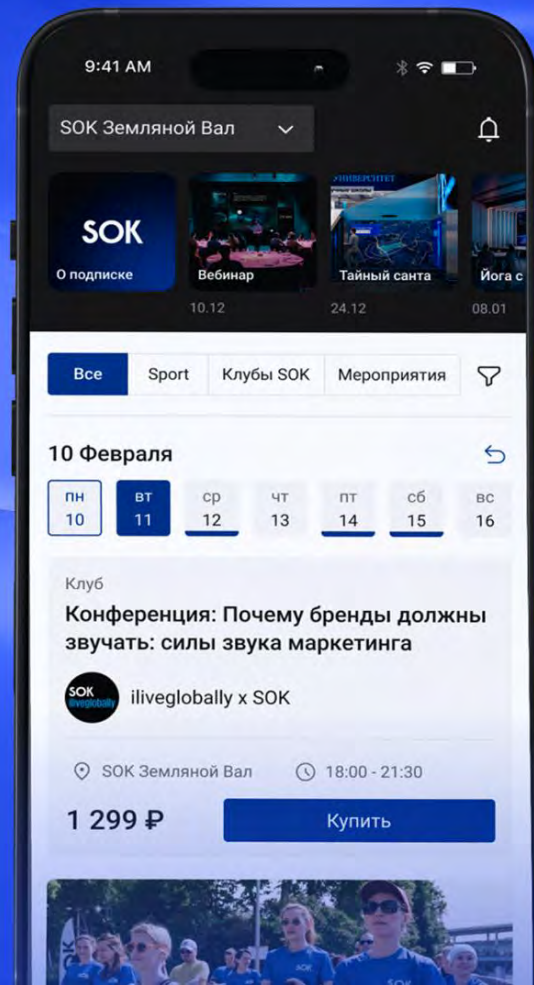 9:41 AM
SOK Земляной Вал
SOK
О подписке
УНИВЕРСИТЕТ
Вебинар
Тайный санта
Йога с
10.12
24.12
08.01
Все
Sport
Клубы SOK
Мероприятия
10 Февраля
пн
вт
ср
чт
пт
сб
вс
10
11
12
13
14
15
16
Клуб
Конференция: Почему бренды должны
звучать: силы звука маркетинга
SOK
iliveglobally
iliveglobally x SOK
SOK Земляной Вал
18:00 - 21:30
1 299 ₽
Купить
SOK
SOK